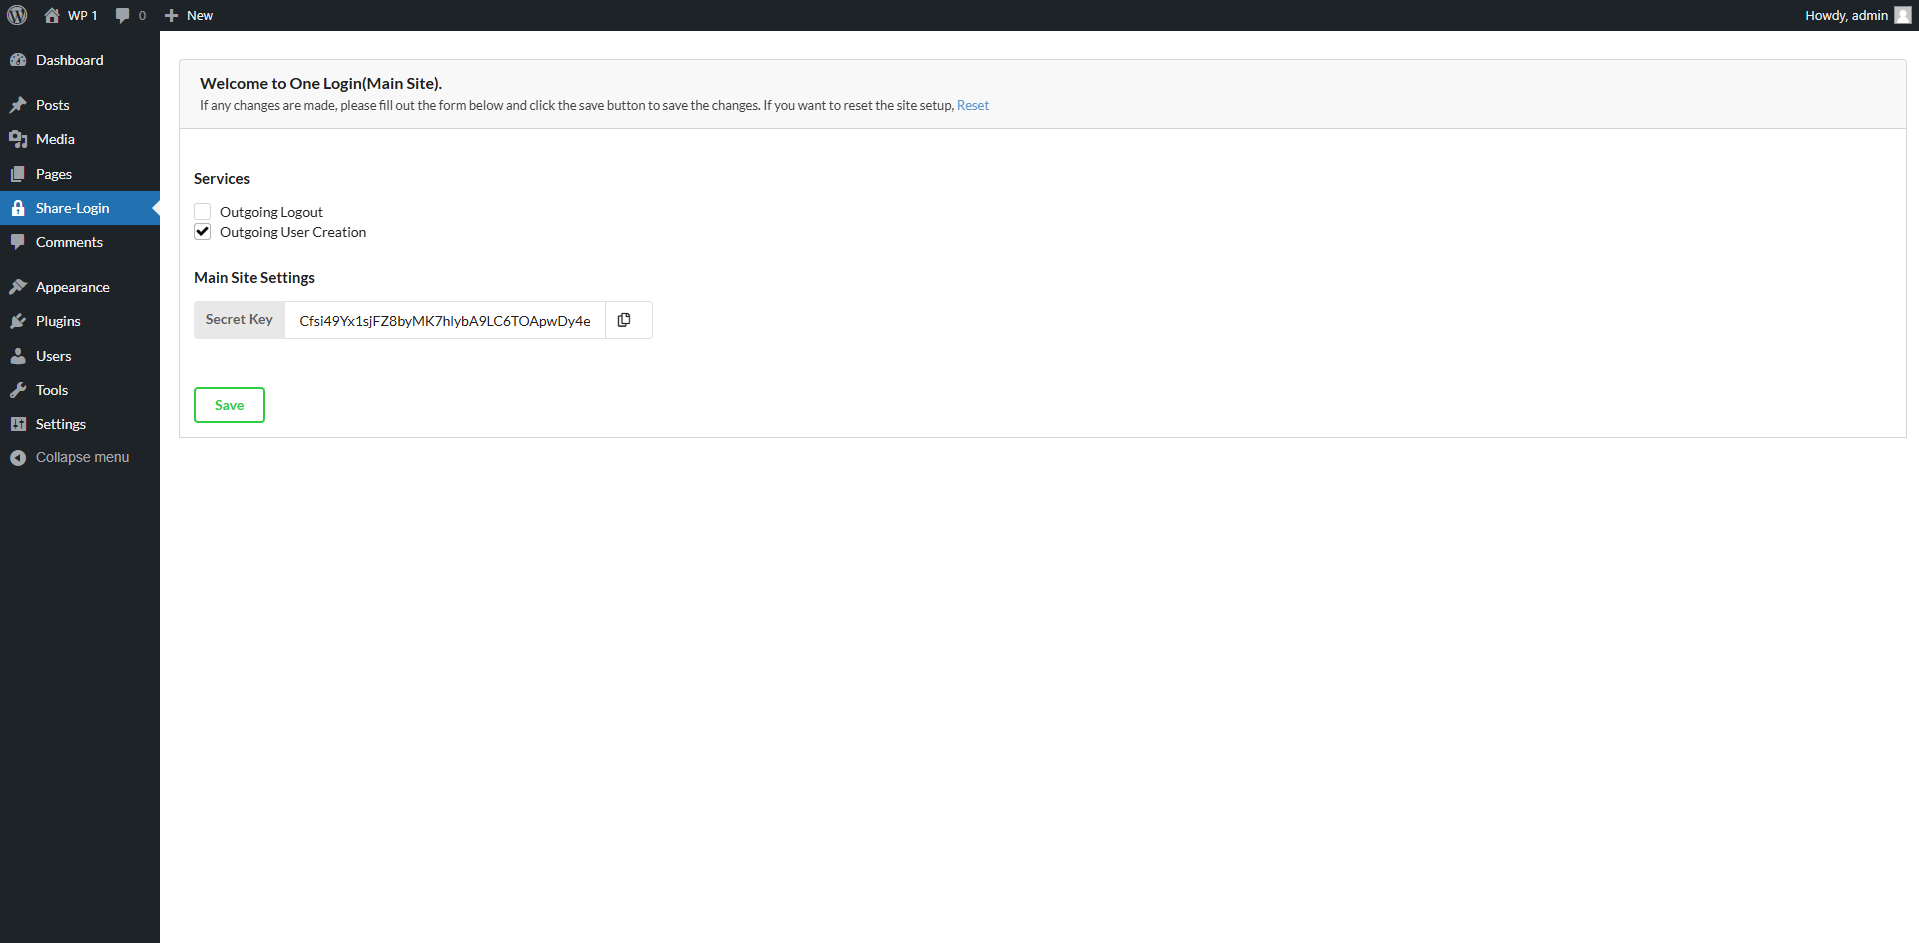 WP 1
0
New
Howdy, admin
Dashboard
Posts
Media
Pages
Share-Login
Comments
Appearance
Plugins
Users
Tools
Settings
Collapse menu
Welcome to One Login(Main Site).
If any changes are made, please fill out the form below and click the save button to save the changes. If you want to reset the site setup, Reset
Services
Outgoing Logout
Outgoing User Creation
Main Site Settings
Secret Key
Cfsi49Yx1sjFZ8byMK7hlybA9LC6TOApwDy4e
Save